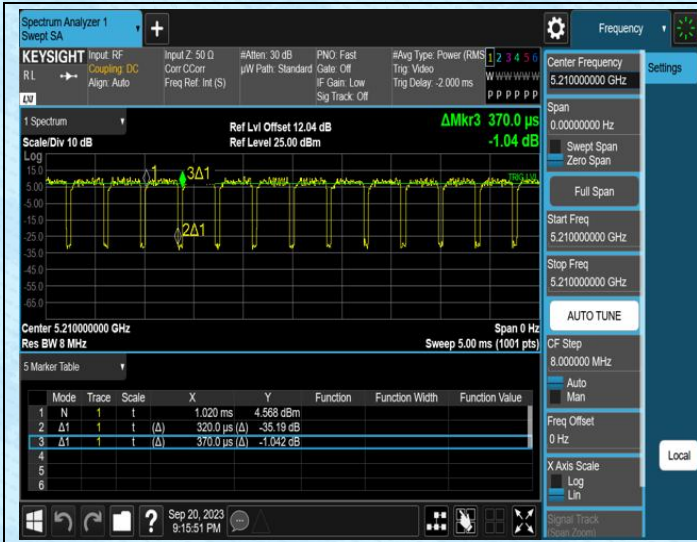 Spectrum Analyzer 1
Swept SA
Frequency
KEYSIGHT
RL
Input: RF
Coupling: DC
Align: Auto
Input Z: 50 Ω
Corr CCorr
Freq Ref: Int (S)
#Atten: 30 dB
µW Path: Standard
PNO: Fast
Gate: Off
IF Gain: Low
Sig Track: Off
#Avg Type: Power (RMS
Trig: Video
Trig Delay: -2.000 ms
1 2 3 4 5 6
W W W W W W
P P P P P P
1 Spectrum
Scale/Div 10 dB
Ref Lvl Offset 12.04 dB
Ref Level 25.00 dBm
ΔMkr3 370.0 µs
-1.04 dB
Log
15.0
5.00
-5.00
-15.0
-25.0
-35.0
-45.0
-55.0
-65.0
1
3Δ1
2Δ1
TRIG LVL
Center 5.210000000 GHz
Res BW 8 MHz
Span 0 Hz
Sweep 5.00 ms (1001 pts)
5 Marker Table
Mode Trace Scale X Y Function Function Width Function Value
1 N 1 t 1.020 ms 4.568 dBm
2 Δ1 1 t (Δ) 320.0 µs (Δ) -35.19 dB
3 Δ1 1 t (Δ) 370.0 µs (Δ) -1.042 dB
4
5
6
?
Sep 20, 2023
9:15:51 PM
Center Frequency
5.210000000 GHz
Span
0.00000000 Hz
Swept Span
Zero Span
Full Span
Start Freq
5.210000000 GHz
Stop Freq
5.210000000 GHz
AUTO TUNE
CF Step
8.000000 MHz
Auto
Man
Freq Offset
0 Hz
X Axis Scale
Log
Lin
Signal Track
(Span Zoom)
Settings
Local